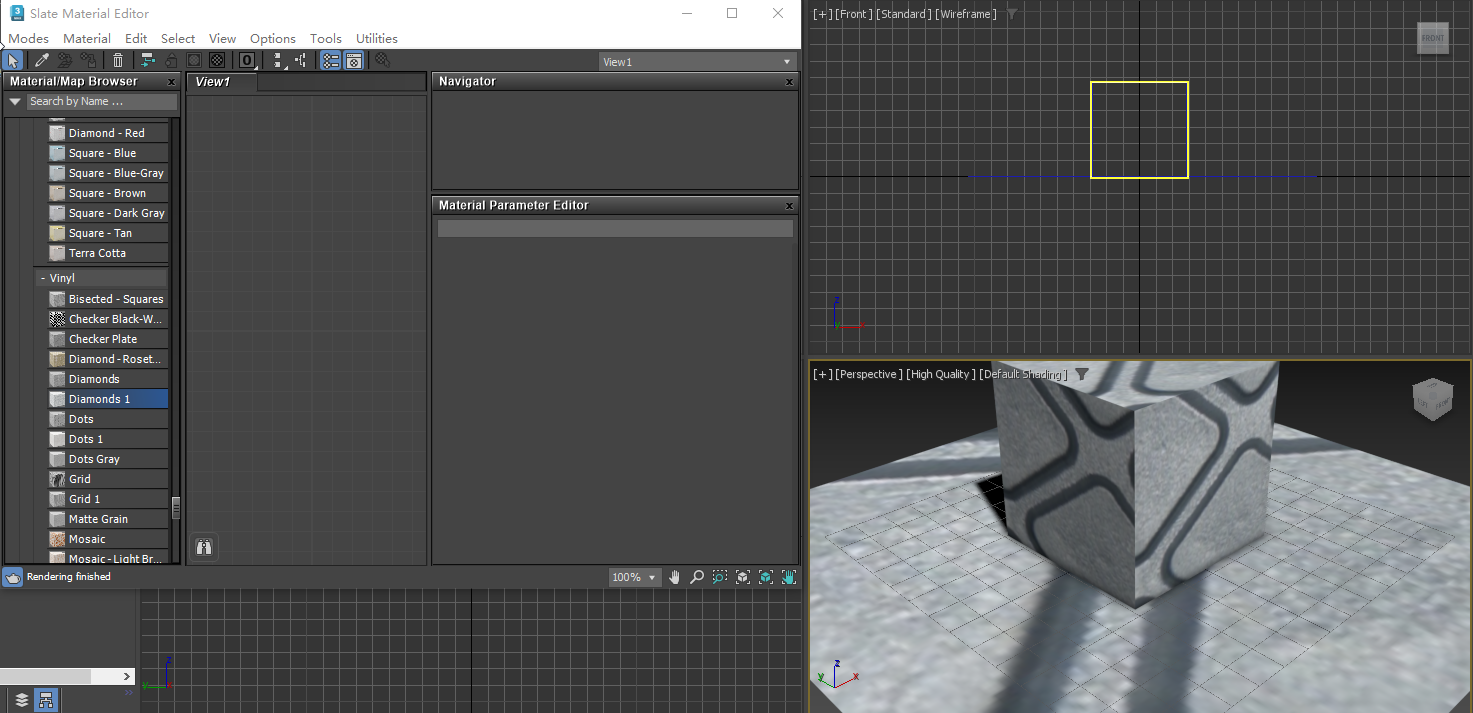 Slate Material Editor
Modes Material Edit Select View Options Tools Utilities
View1
Material/Map Browser
Search by Name ...
Diamond - Red
Square - Blue
Square - Blue-Gray
Square - Brown
Square - Dark Gray
Square - Tan
Terra Cotta
- Vinyl
Bisected - Squares
Checker Black-W...
Checker Plate
Diamond - Roset...
Diamonds
Diamonds 1
Dots
Dots 1
Dots Gray
Grid
Grid 1
Matte Grain
Mosaic
Mosaic - Light Br...
View1
Navigator
Material Parameter Editor
Rendering finished
100%
[+] [Front] [Standard] [Wireframe]
FRONT
z
y
x
[+] [Perspective] [High Quality] [Default Shading]
z
y
x
z
y